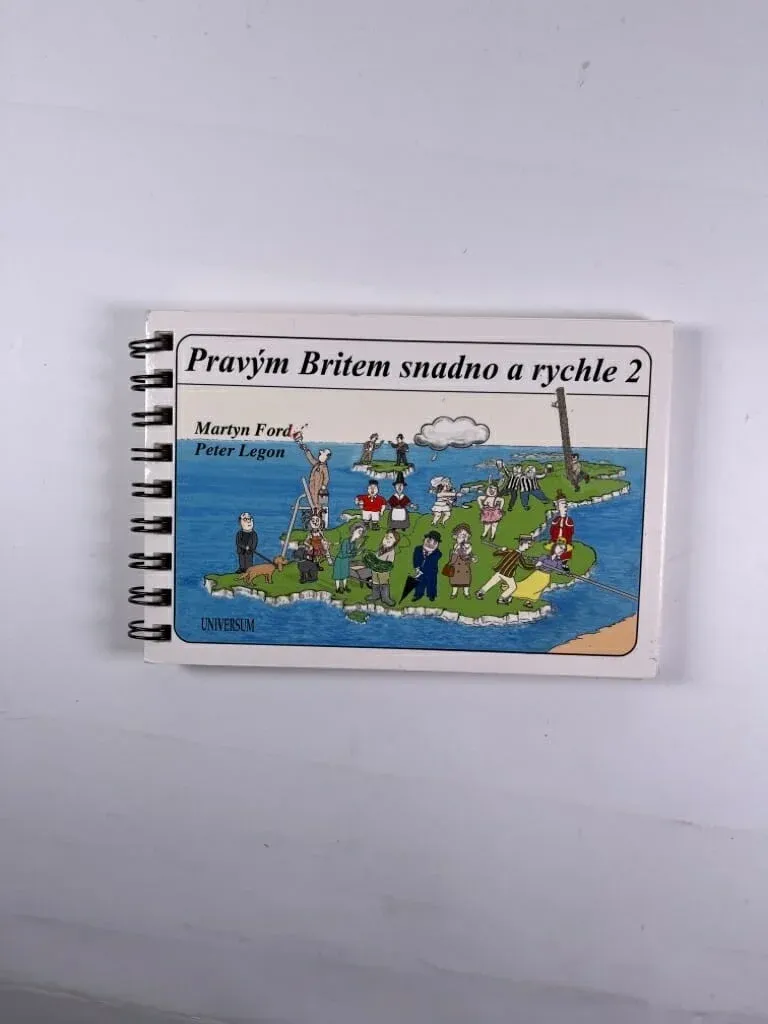 Pravým Britem snadno a rychle 2
Martyn Ford
Peter Legon
UNIVERSUM